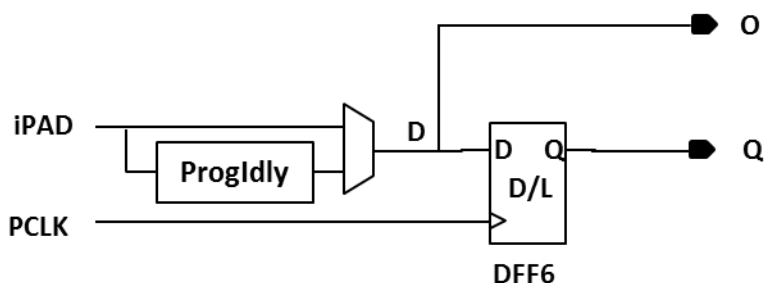 O
iPAD
D
D Q
Q
ProgIdly
D/L
PCLK
DFF6